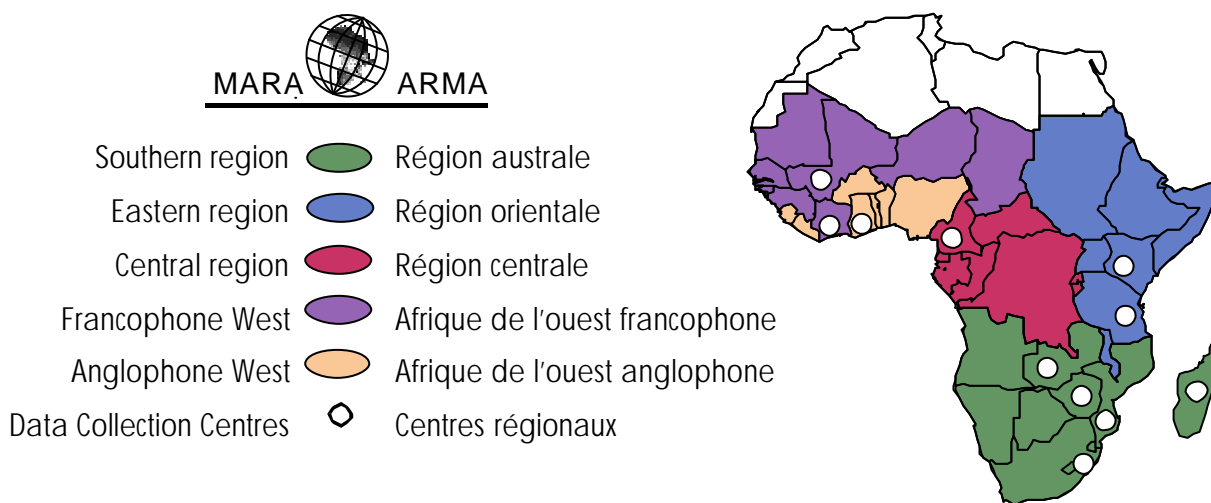 MARA ARMA
Southern region Région australe
Eastern region Région orientale
Central region Région centrale
Francophone West Afrique de l'ouest francophone
Anglophone West Afrique de l'ouest anglophone
Data Collection Centres Centres régionaux